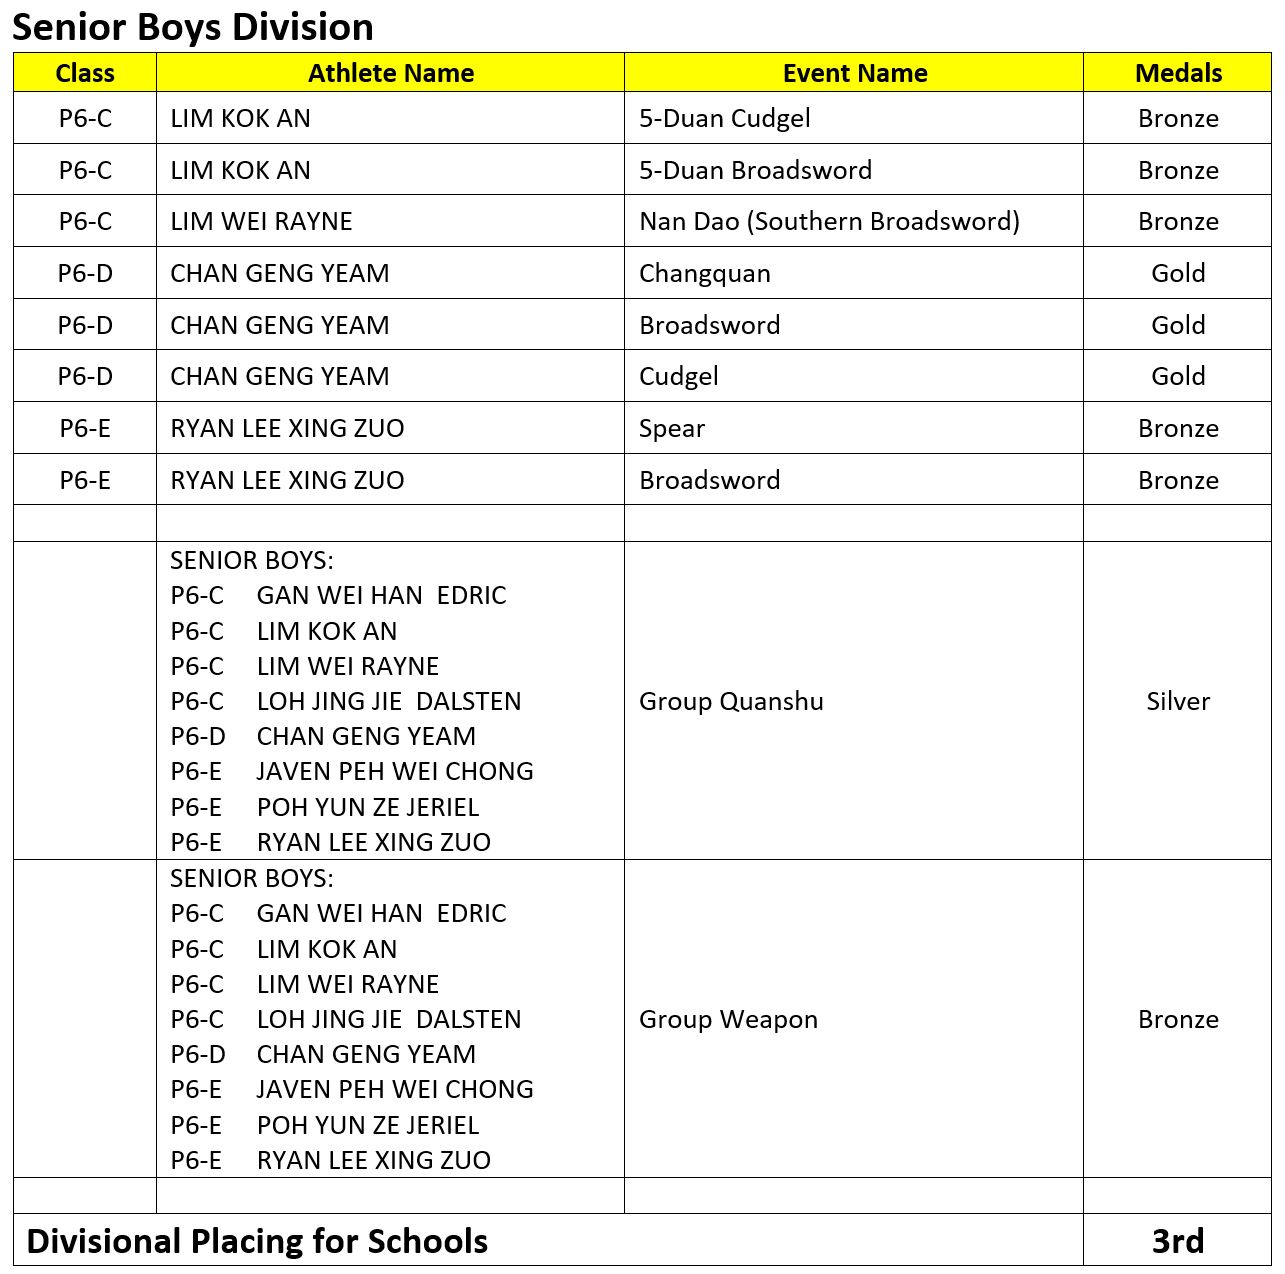 Senior Boys Division
Class Athlete Name Event Name Medals
P6-C LIM KOK AN 5-Duan Cudgel Bronze
P6-C LIM KOK AN 5-Duan Broadsword Bronze
P6-C LIM WEI RAYNE Nan Dao (Southern Broadsword) Bronze
P6-D CHAN GENG YEAM Changquan Gold
P6-D CHAN GENG YEAM Broadsword Gold
P6-D CHAN GENG YEAM Cudgel Gold
P6-E RYAN LEE XING ZUO Spear Bronze
P6-E RYAN LEE XING ZUO Broadsword Bronze
SENIOR BOYS:
P6-C GAN WEI HAN  EDRIC
P6-C LIM KOK AN
P6-C LIM WEI RAYNE
P6-C LOH JING JIE  DALSTEN Group Quanshu Silver
P6-D CHAN GENG YEAM
P6-E JAVEN PEH WEI CHONG
P6-E POH YUN ZE JERIEL
P6-E RYAN LEE XING ZUO
SENIOR BOYS:
P6-C GAN WEI HAN  EDRIC
P6-C LIM KOK AN
P6-C LIM WEI RAYNE
P6-C LOH JING JIE  DALSTEN Group Weapon Bronze
P6-D CHAN GENG YEAM
P6-E JAVEN PEH WEI CHONG
P6-E POH YUN ZE JERIEL
P6-E RYAN LEE XING ZUO
Divisional Placing for Schools 3rd